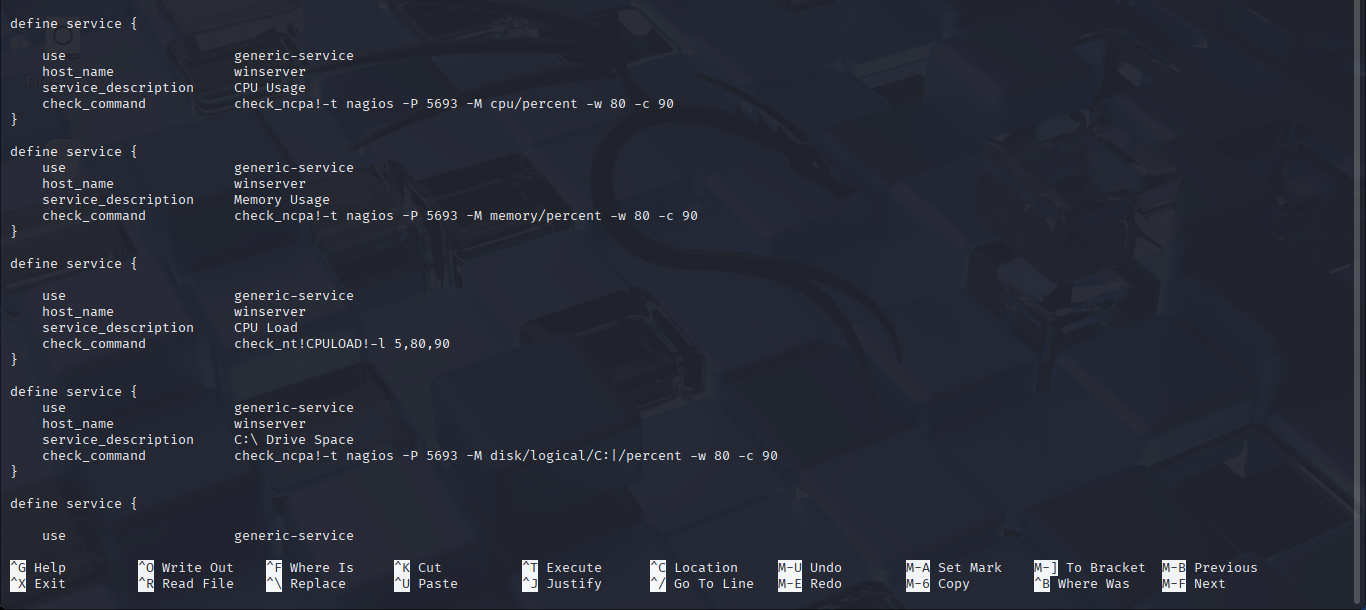 define service {
use generic-service
host_name winserver
service_description CPU Usage
check_command check_ncpa!-t nagios -P 5693 -M cpu/percent -w 80 -c 90
}
define service {
use generic-service
host_name winserver
service_description Memory Usage
check_command check_ncpa!-t nagios -P 5693 -M memory/percent -w 80 -c 90
}
define service {
use generic-service
host_name winserver
service_description CPU Load
check_command check_nt!CPULOAD!-l 5,80,90
}
define service {
use generic-service
host_name winserver
service_description C:\ Drive Space
check_command check_ncpa!-t nagios -P 5693 -M disk/logical/C:|/percent -w 80 -c 90
}
define service {
use generic-service
^G Help ^O Write Out ^F Where Is ^K Cut ^T Execute ^C Location M-U Undo M-A Set Mark M-] To Bracket M-B Previous
^X Exit ^R Read File ^\ Replace ^U Paste ^J Justify ^/ Go To Line M-E Redo M-6 Copy ^B Where Was M-F Next